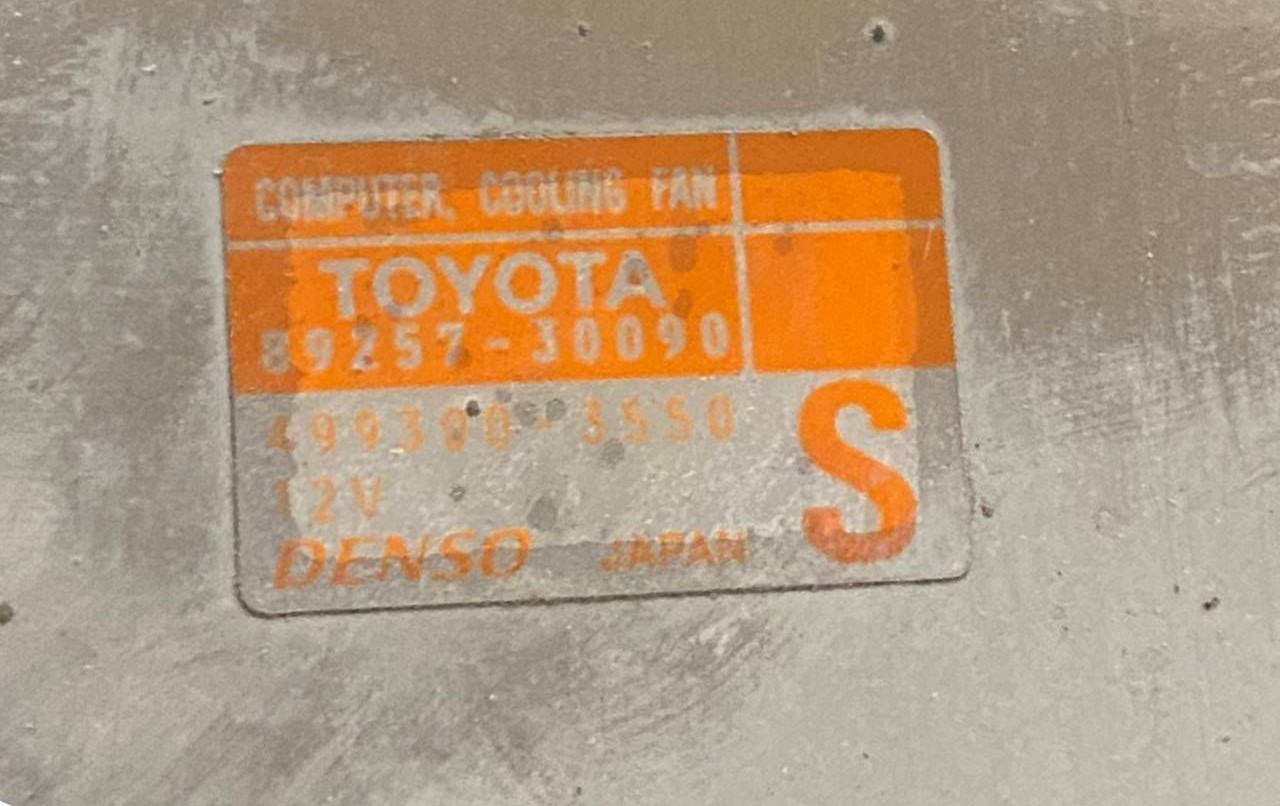 COMPUTER, COOLING FAN
TOYOTA
89257-30090
499300-3550
12V
DENSO JAPAN
S